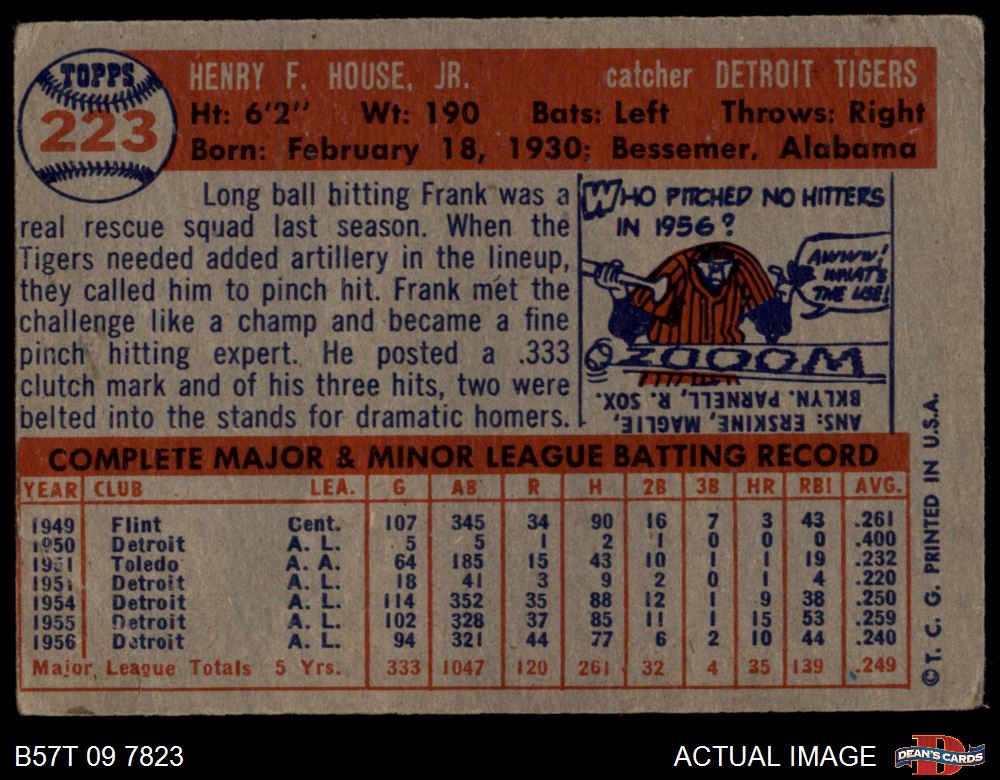 TOPPS
223
HENRY F. HOUSE, JR. catcher DETROIT TIGERS
Ht: 6'2" Wt: 190 Bats: Left Throws: Right
Born: February 18, 1930; Bessemer, Alabama
Long ball hitting Frank was a
real rescue squad last season. When the
Tigers needed added artillery in the lineup,
they called him to pinch hit. Frank met the
challenge like a champ and became a fine
pinch hitting expert. He posted a .333
clutch mark and of his three hits, two were
belted into the stands for dramatic homers.
WHO PITCHED NO HITTERS
IN 1956?
AWWW!
WHAT'S
THE USE!
ZOOOOM
ANS: ERSKINE, MAGLIE,
BKLYN. PARNELL, R. SOX.
COMPLETE MAJOR & MINOR LEAGUE BATTING RECORD
YEAR CLUB LEA. G AB R H 2B 3B HR RBI AVG.
1949 Flint Cent. 107 345 34 90 16 7 3 43 .261
1950 Detroit A. L. 5 5 1 2 1 0 0 0 .400
1951 Toledo A. A. 64 185 15 43 10 1 1 19 .232
1951 Detroit A. L. 18 41 3 9 2 0 1 4 .220
1954 Detroit A. L. 114 352 35 88 12 1 9 38 .250
1955 Detroit A. L. 102 328 37 85 11 1 15 53 .259
1956 Detroit A. L. 94 321 44 77 6 2 10 44 .240
Major League Totals 5 Yrs. 333 1047 120 261 32 4 35 139 .249
© T. C. G. PRINTED IN U.S.A.
B57T 09 7823
ACTUAL IMAGE
D
DEAN'S CARDS